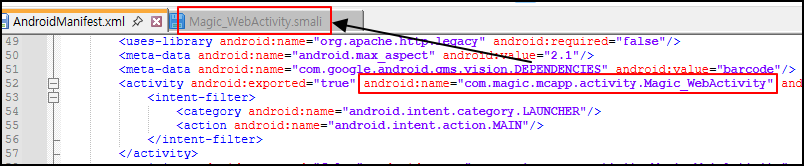 AndroidManifest.xml Magic_WebActivity.smali
49 <uses-library android:name="org.apache.http.legacy" android:required="false"/>
50 <meta-data android:name="android.max_aspect" android:value="2.1"/>
51 <meta-data android:name="com.google.android.gms.vision.DEPENDENCIES" android:value="barcode"/>
52 <activity android:exported="true" android:name="com.magic.mcapp.activity.Magic_WebActivity" and
53 <intent-filter>
54 <category android:name="android.intent.category.LAUNCHER"/>
55 <action android:name="android.intent.action.MAIN"/>
56 </intent-filter>
57 </activity>